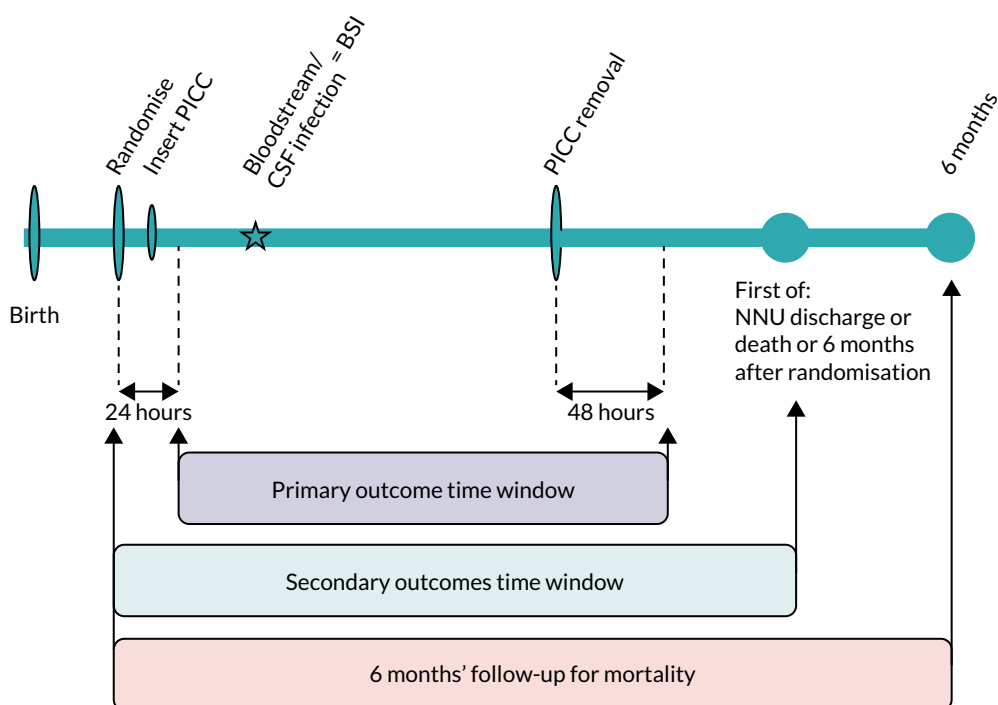 Randomise
Insert PICC
Bloodstream/
CSF infection = BSI
PICC removal
6 months
Birth
First of:
NNU discharge or
death or 6 months
after randomisation
24 hours
48 hours
Primary outcome time window
Secondary outcomes time window
6 months’ follow-up for mortality